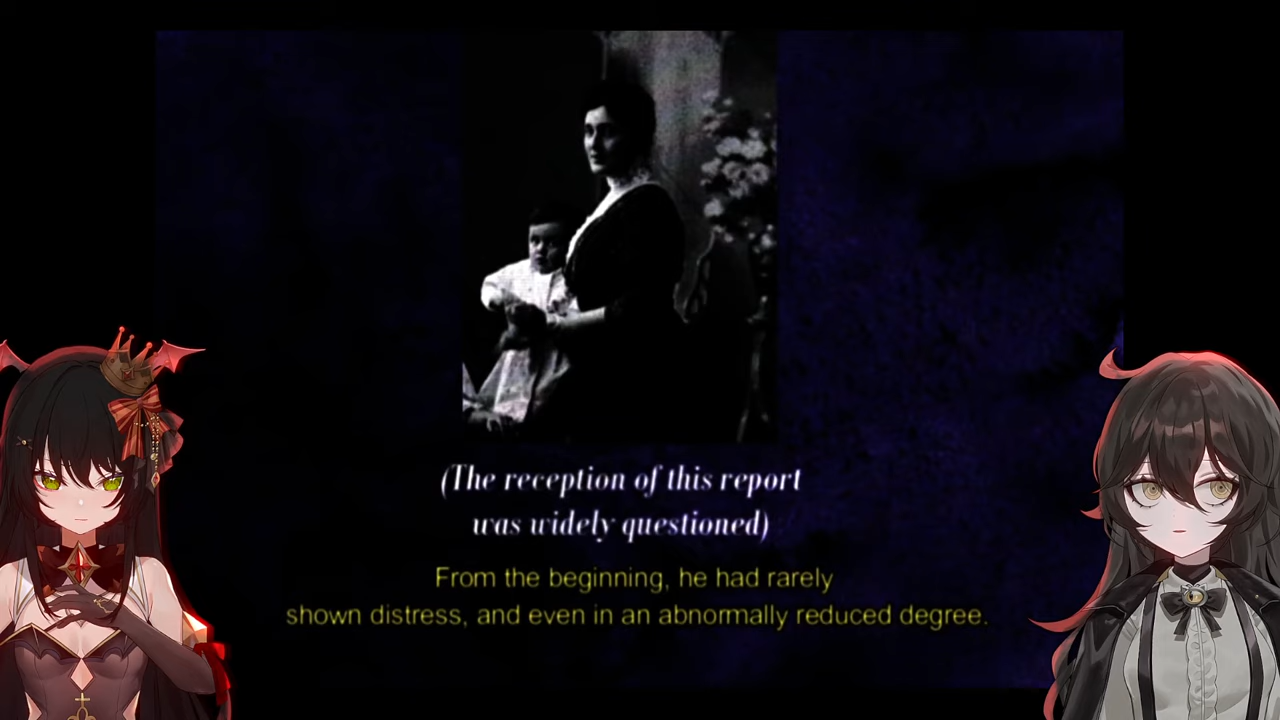 (The reception of this report
was widely questioned)
From the beginning, he had rarely
shown distress, and even in an abnormally reduced degree.